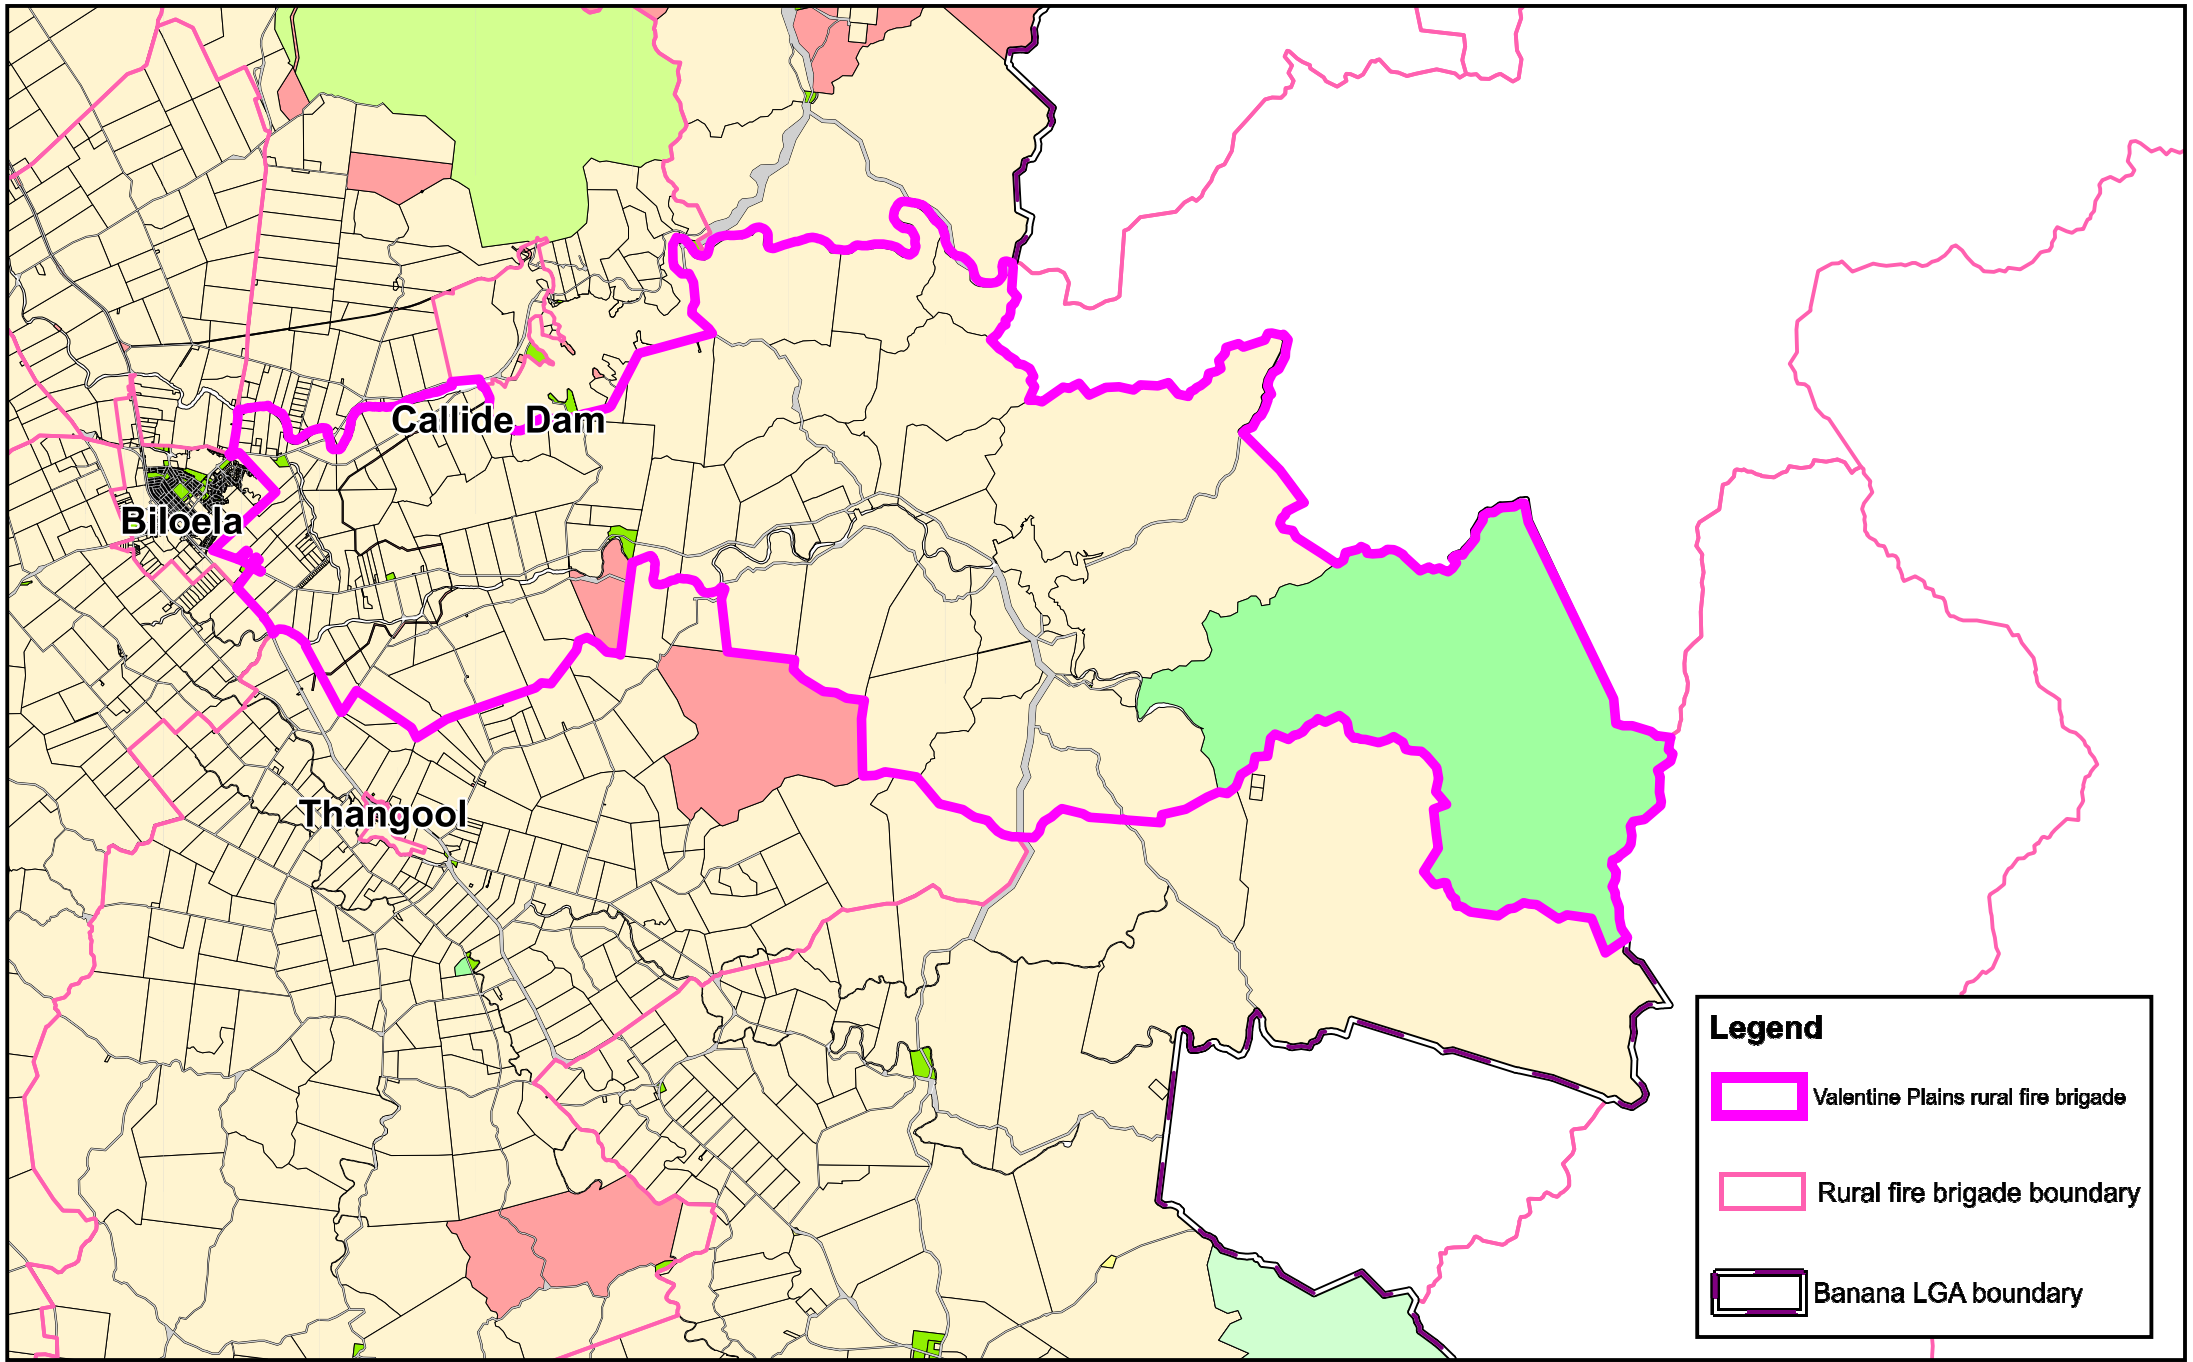 Callide Dam
Biloela
Thangool
Legend
Valentine Plains rural fire brigade
Rural fire brigade boundary
Banana LGA boundary